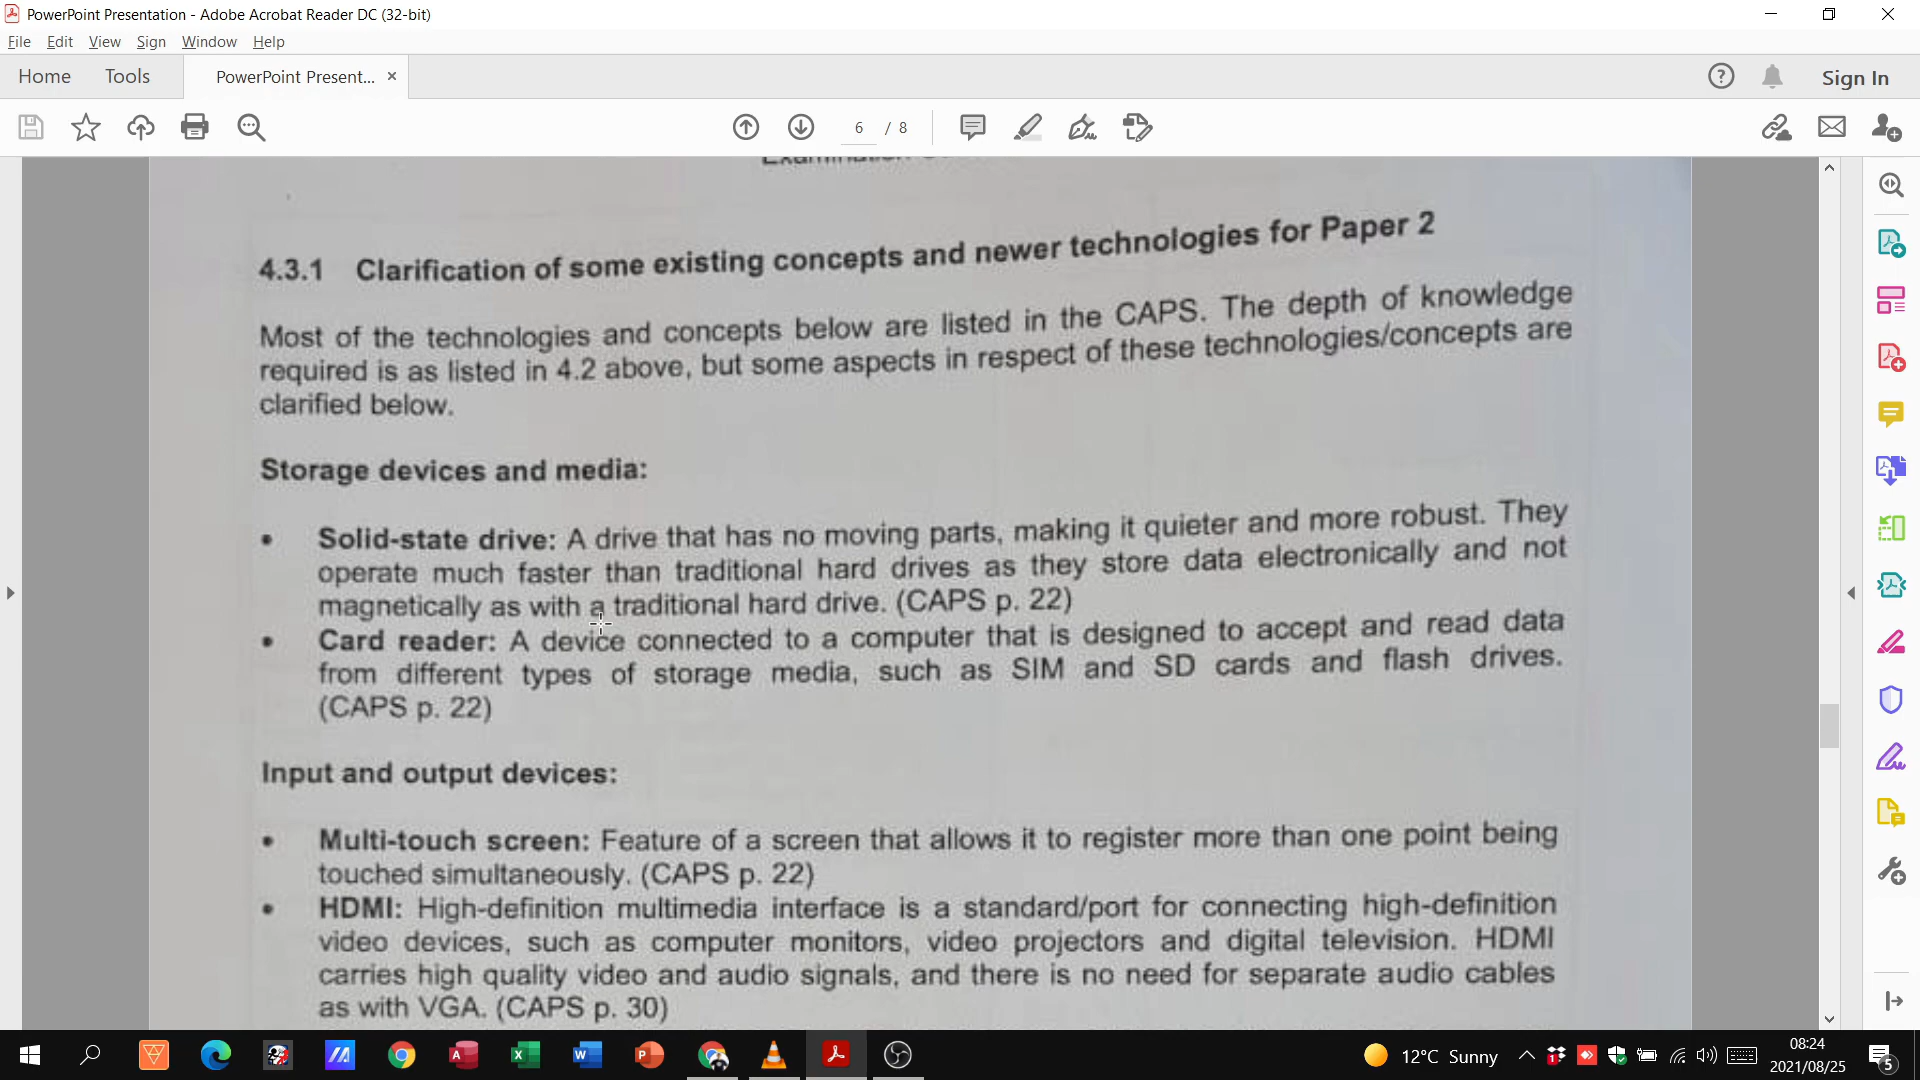 PowerPoint Presentation - Adobe Acrobat Reader DC (32-bit)
File Edit View Sign Window Help
Home Tools PowerPoint Present... Sign In
6 / 8
4.3.1 Clarification of some existing concepts and newer technologies for Paper 2
Most of the technologies and concepts below are listed in the CAPS. The depth of knowledge
required is as listed in 4.2 above, but some aspects in respect of these technologies/concepts are
clarified below.
Storage devices and media:
• Solid-state drive: A drive that has no moving parts, making it quieter and more robust. They
operate much faster than traditional hard drives as they store data electronically and not
magnetically as with a traditional hard drive. (CAPS p. 22)
• Card reader: A device connected to a computer that is designed to accept and read data
from different types of storage media, such as SIM and SD cards and flash drives.
(CAPS p. 22)
Input and output devices:
• Multi-touch screen: Feature of a screen that allows it to register more than one point being
touched simultaneously. (CAPS p. 22)
• HDMI: High-definition multimedia interface is a standard/port for connecting high-definition
video devices, such as computer monitors, video projectors and digital television. HDMI
carries high quality video and audio signals, and there is no need for separate audio cables
as with VGA. (CAPS p. 30)
12°C Sunny
08:24
2021/08/25
5